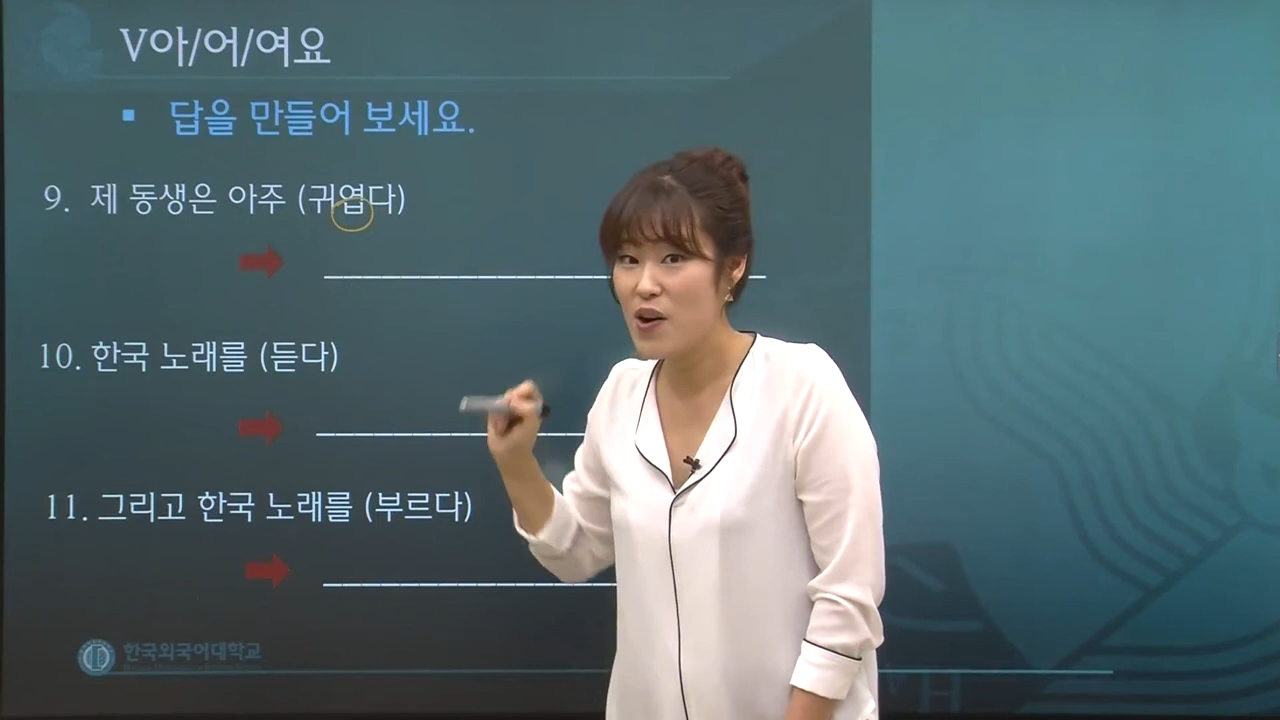 V아/어/여요
▪ 답을 만들어 보세요.
9. 제 동생은 아주 (귀엽다)
10. 한국 노래를 (듣다)
11. 그리고 한국 노래를 (부르다)
한국외국어대학교